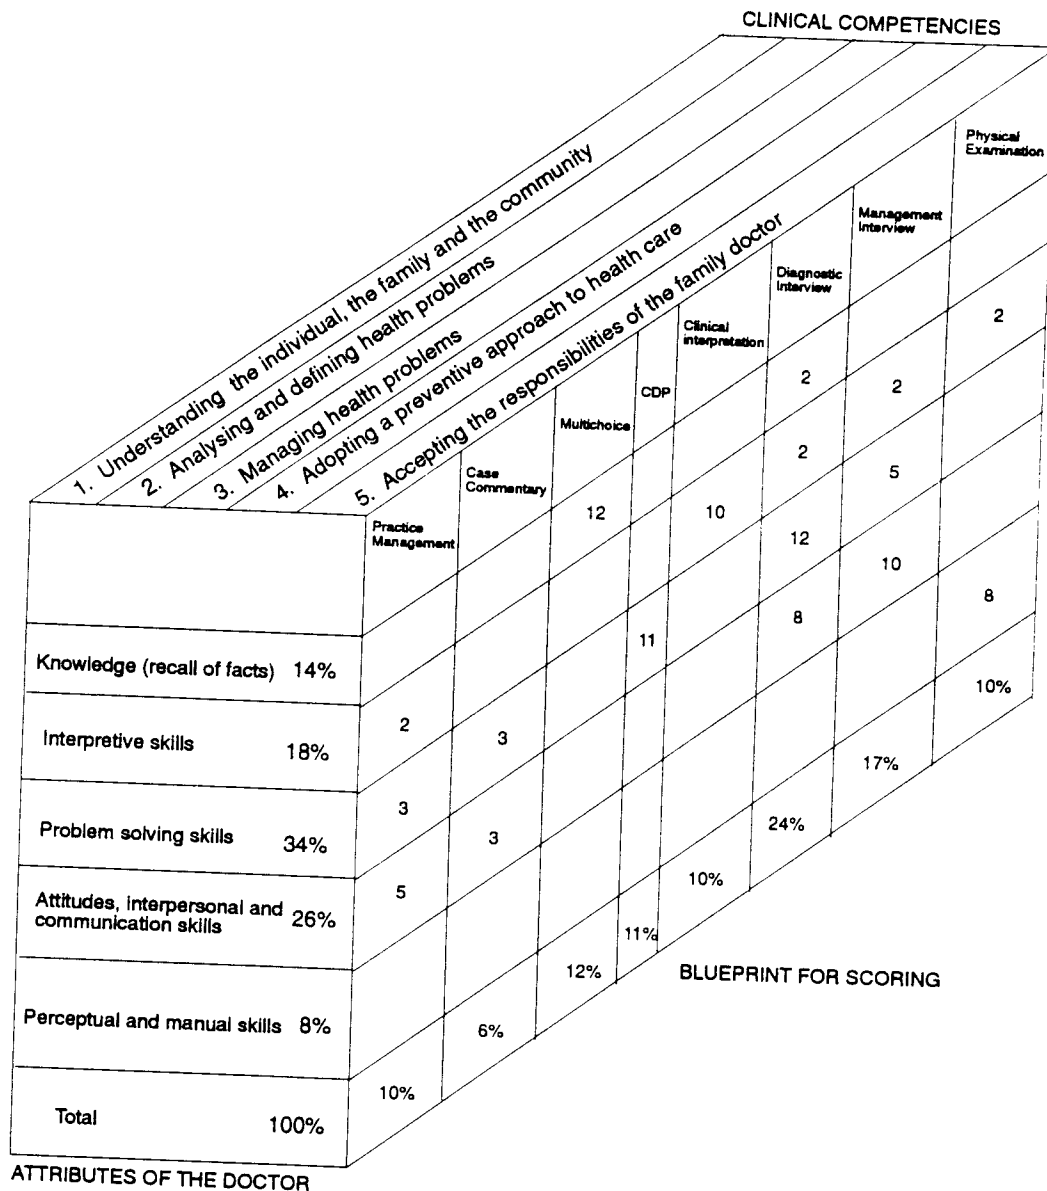 CLINICAL COMPETENCIES
1. Understanding the individual, the family and the community
2. Analysing and defining health problems
3. Managing health problems
4. Adopting a preventive approach to health care
5. Accepting the responsibilities of the family doctor
Practice
Management
Case
Commentary
Multichoice
CDP
Clinical
interpretation
Diagnostic
Interview
Management
Interview
Physical
Examination
Knowledge (recall of facts) 14%
12
2
Interpretive skills 18%
2
3
10
2
2
2
Problem solving skills 34%
3
3
11
12
5
Attitudes, interpersonal and
communication skills 26%
5
8
10
Perceptual and manual skills 8%
8
Total 100%
10%
6%
12%
11%
10%
24%
17%
10%
BLUEPRINT FOR SCORING
ATTRIBUTES OF THE DOCTOR